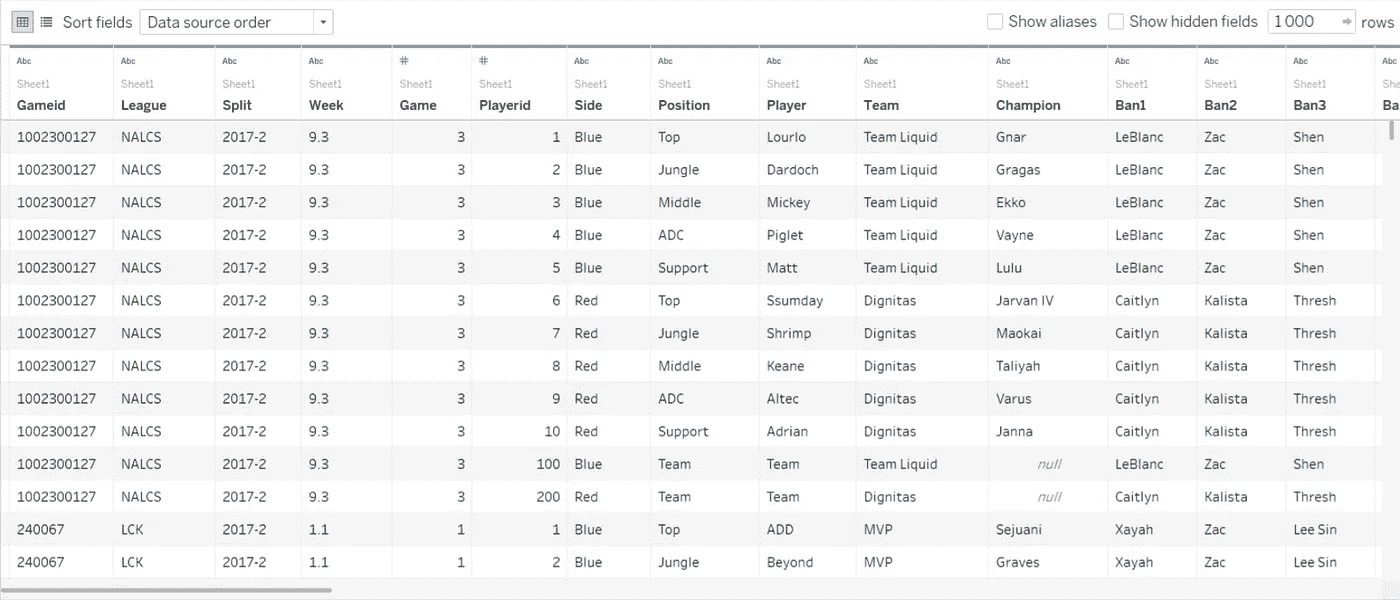 Sort fields Data source order Show aliases Show hidden fields 1 000 rows
Abc Abc Abc Abc # # Abc Abc Abc Abc Abc Abc Abc Abc Abc
Sheet1 Sheet1 Sheet1 Sheet1 Sheet1 Sheet1 Sheet1 Sheet1 Sheet1 Sheet1 Sheet1 Sheet1 Sheet1 Sheet1 She
Gameid League Split Week Game Playerid Side Position Player Team Champion Ban1 Ban2 Ban3 Ba
1002300127 NALCS 2017-2 9.3 3 1 Blue Top Lourlo Team Liquid Gnar LeBlanc Zac Shen
1002300127 NALCS 2017-2 9.3 3 2 Blue Jungle Dardoch Team Liquid Gragas LeBlanc Zac Shen
1002300127 NALCS 2017-2 9.3 3 3 Blue Middle Mickey Team Liquid Ekko LeBlanc Zac Shen
1002300127 NALCS 2017-2 9.3 3 4 Blue ADC Piglet Team Liquid Vayne LeBlanc Zac Shen
1002300127 NALCS 2017-2 9.3 3 5 Blue Support Matt Team Liquid Lulu LeBlanc Zac Shen
1002300127 NALCS 2017-2 9.3 3 6 Red Top Ssumday Dignitas Jarvan IV Caitlyn Kalista Thresh
1002300127 NALCS 2017-2 9.3 3 7 Red Jungle Shrimp Dignitas Maokai Caitlyn Kalista Thresh
1002300127 NALCS 2017-2 9.3 3 8 Red Middle Keane Dignitas Taliyah Caitlyn Kalista Thresh
1002300127 NALCS 2017-2 9.3 3 9 Red ADC Altec Dignitas Varus Caitlyn Kalista Thresh
1002300127 NALCS 2017-2 9.3 3 10 Red Support Adrian Dignitas Janna Caitlyn Kalista Thresh
1002300127 NALCS 2017-2 9.3 3 100 Blue Team Team Team Liquid null LeBlanc Zac Shen
1002300127 NALCS 2017-2 9.3 3 200 Red Team Team Dignitas null Caitlyn Kalista Thresh
240067 LCK 2017-2 1.1 1 1 Blue Top ADD MVP Sejuani Xayah Zac Lee Sin
240067 LCK 2017-2 1.1 1 2 Blue Jungle Beyond MVP Graves Xayah Zac Lee Sin